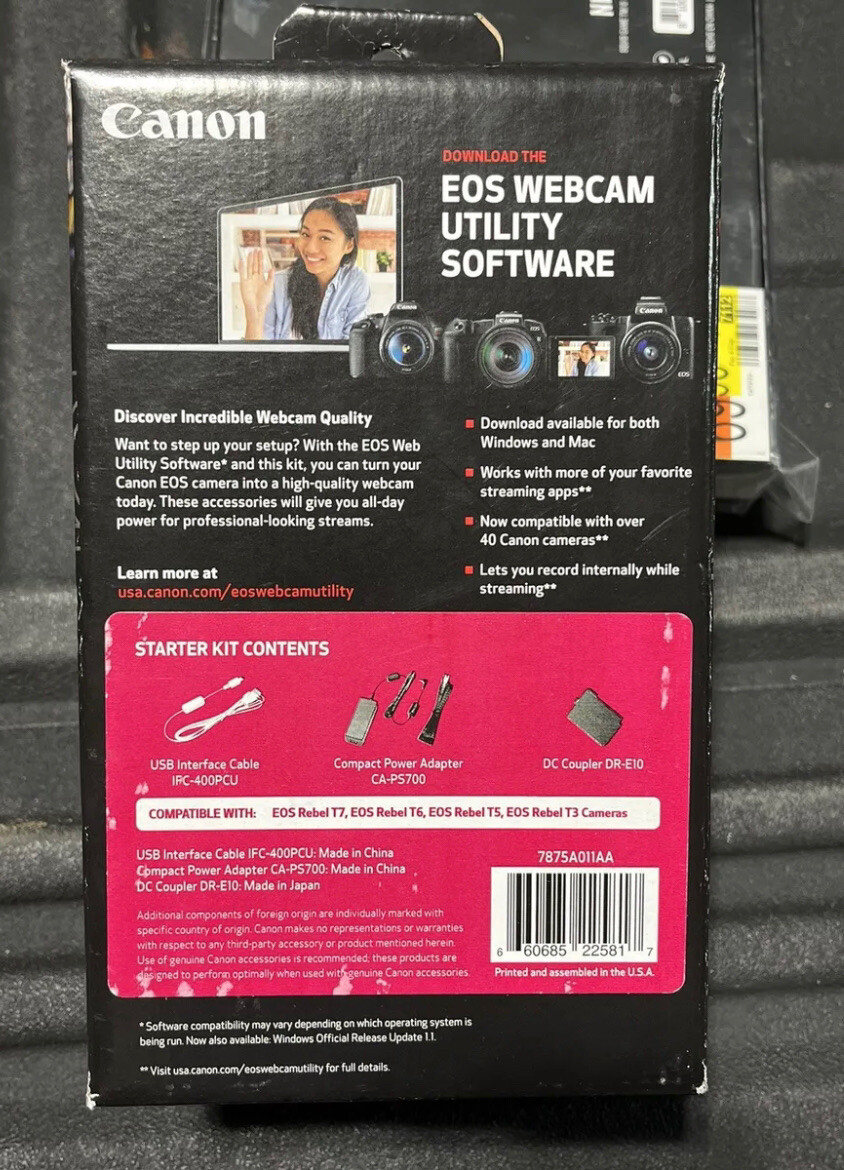 Canon
DOWNLOAD THE
EOS WEBCAM
UTILITY
SOFTWARE
Canon
Canon
Canon
EOS
Discover Incredible Webcam Quality
Want to step up your setup? With the EOS Web
Utility Software* and this kit, you can turn your
Canon EOS camera into a high-quality webcam
today. These accessories will give you all-day
power for professional-looking streams.
Learn more at
usa.canon.com/eoswebcamutility
Download available for both
Windows and Mac
Works with more of your favorite
streaming apps**
Now compatible with over
40 Canon cameras**
Lets you record internally while
streaming**
STARTER KIT CONTENTS
USB Interface Cable
IFC-400PCU
Compact Power Adapter
CA-PS700
DC Coupler DR-E10
COMPATIBLE WITH: EOS Rebel T7, EOS Rebel T6, EOS Rebel T5, EOS Rebel T3 Cameras
USB Interface Cable IFC-400PCU: Made in China
Compact Power Adapter CA-PS700: Made in China
DC Coupler DR-E10: Made in Japan
Additional components of foreign origin are individually marked with
specific country of origin. Canon makes no representations or warranties
with respect to any third-party accessory or product mentioned herein.
Use of genuine Canon accessories is recommended; these products are
designed to perform optimally when used with genuine Canon accessories.
7875A011AA
6 60685 22581 7
Printed and assembled in the U.S.A.
* Software compatibility may vary depending on which operating system is
being run. Now also available: Windows Official Release Update 1.1.
** Visit usa.canon.com/eoswebcamutility for full details.